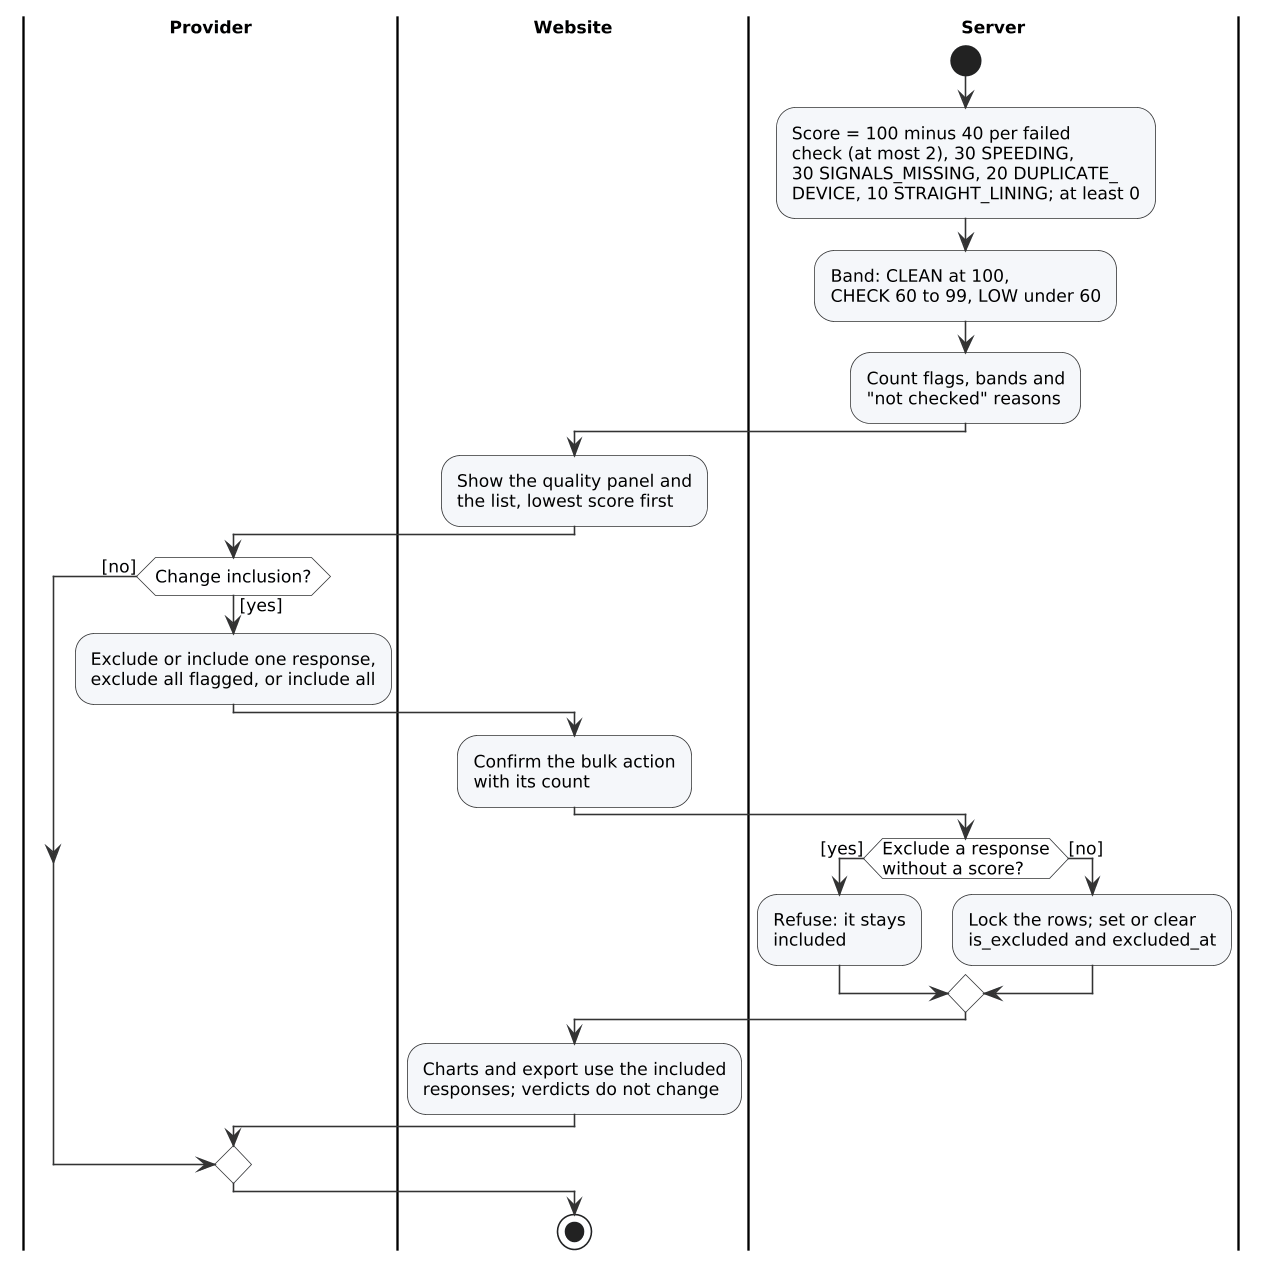 Provider
Website
Server
Score = 100 minus 40 per failed
check (at most 2), 30 SPEEDING,
30 SIGNALS_MISSING, 20 DUPLICATE_
DEVICE, 10 STRAIGHT_LINING; at least 0
Band: CLEAN at 100,
CHECK 60 to 99, LOW under 60
Count flags, bands and
"not checked" reasons
Show the quality panel and
the list, lowest score first
[no]
Change inclusion?
[yes]
Exclude or include one response,
exclude all flagged, or include all
Confirm the bulk action
with its count
[yes]
Exclude a response
without a score?
[no]
Refuse: it stays
included
Lock the rows; set or clear
is_excluded and excluded_at
Charts and export use the included
responses; verdicts do not change